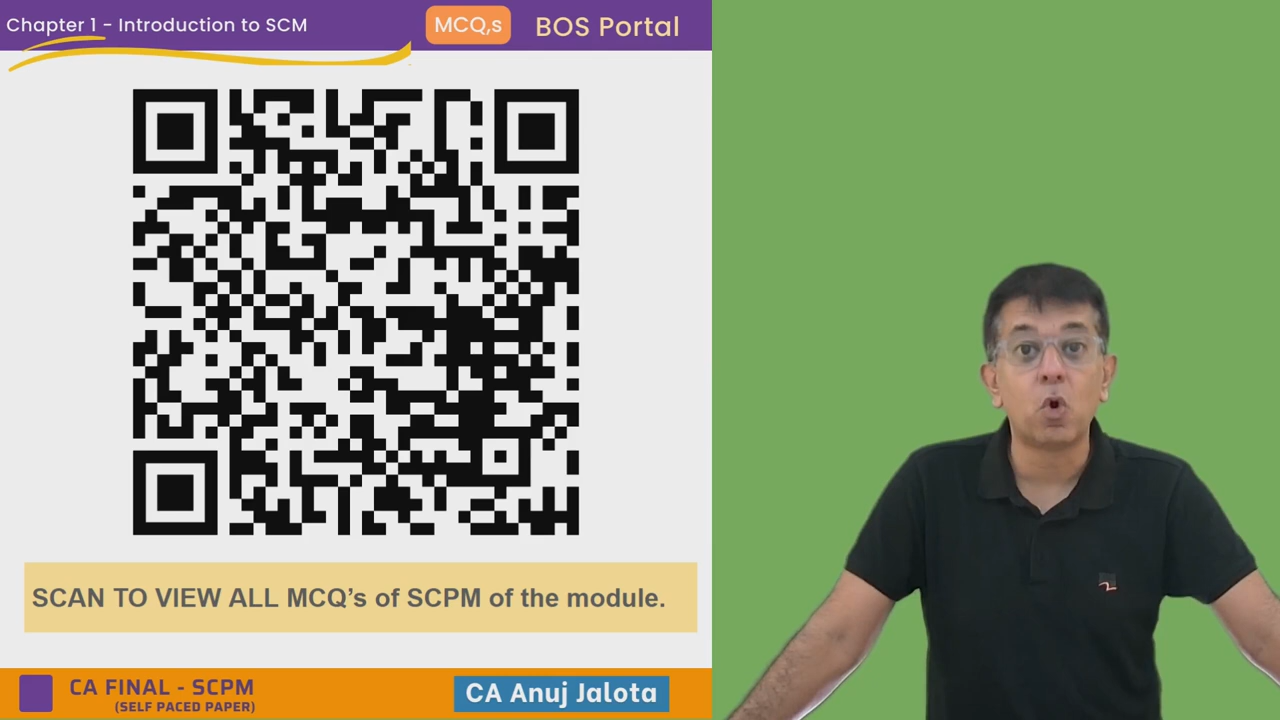 Chapter 1 - Introduction to SCM
MCQ,s
BOS Portal
SCAN TO VIEW ALL MCQ’s of SCPM of the module.
CA FINAL - SCPM
(SELF PACED PAPER)
CA Anuj Jalota